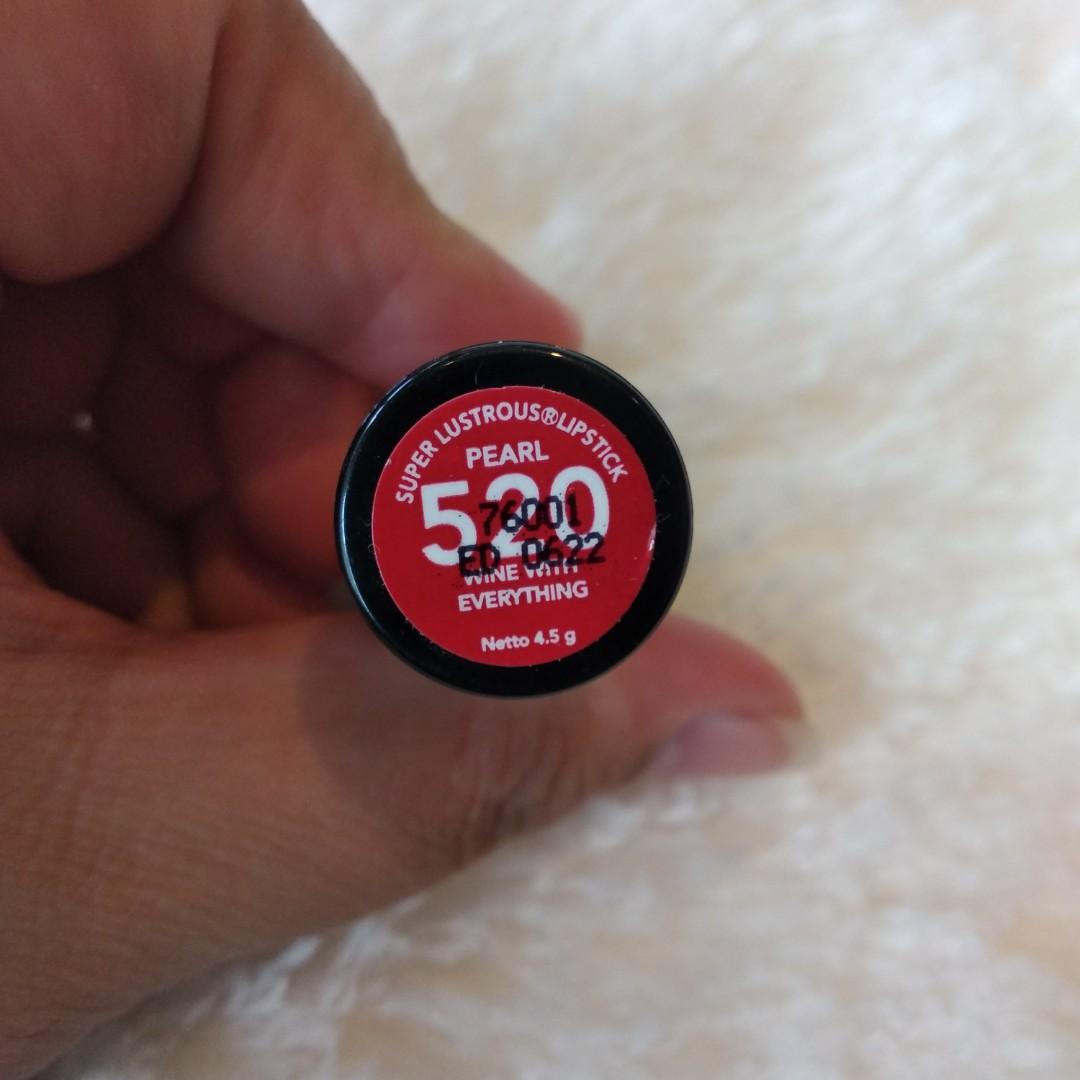 SUPER LUSTROUS® LIPSTICK
PEARL
520
76001
ED 0622
WINE WITH
EVERYTHING
Netto 4.5 g